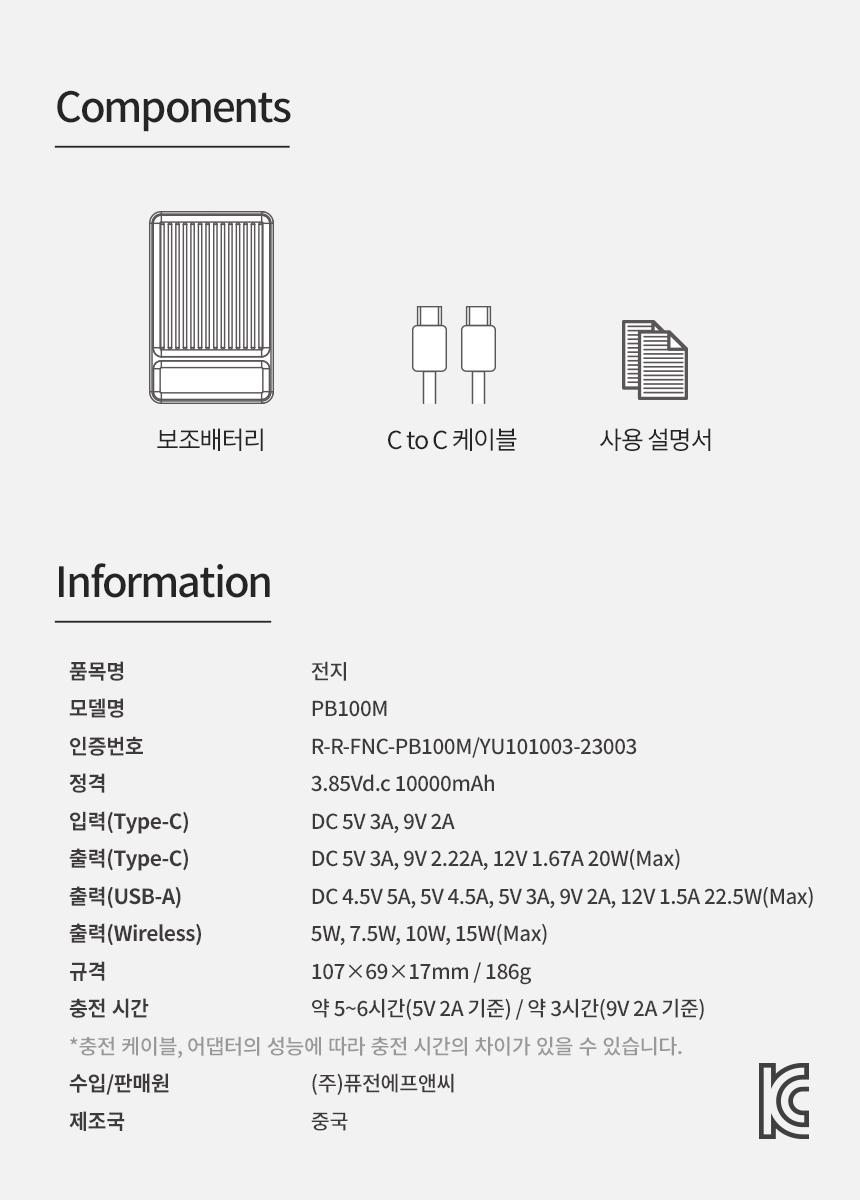 Components
보조배터리
C to C 케이블
사용 설명서
Information
품목명 전지
모델명 PB100M
인증번호 R-R-FNC-PB100M/YU101003-23003
정격 3.85Vd.c 10000mAh
입력(Type-C) DC 5V 3A, 9V 2A
출력(Type-C) DC 5V 3A, 9V 2.22A, 12V 1.67A 20W(Max)
출력(USB-A) DC 4.5V 5A, 5V 4.5A, 5V 3A, 9V 2A, 12V 1.5A 22.5W(Max)
출력(Wireless) 5W, 7.5W, 10W, 15W(Max)
규격 107×69×17mm / 186g
충전 시간 약 5~6시간(5V 2A 기준) / 약 3시간(9V 2A 기준)
*충전 케이블, 어댑터의 성능에 따라 충전 시간의 차이가 있을 수 있습니다.
수입/판매원 (주)퓨전에프앤씨
제조국 중국
KC